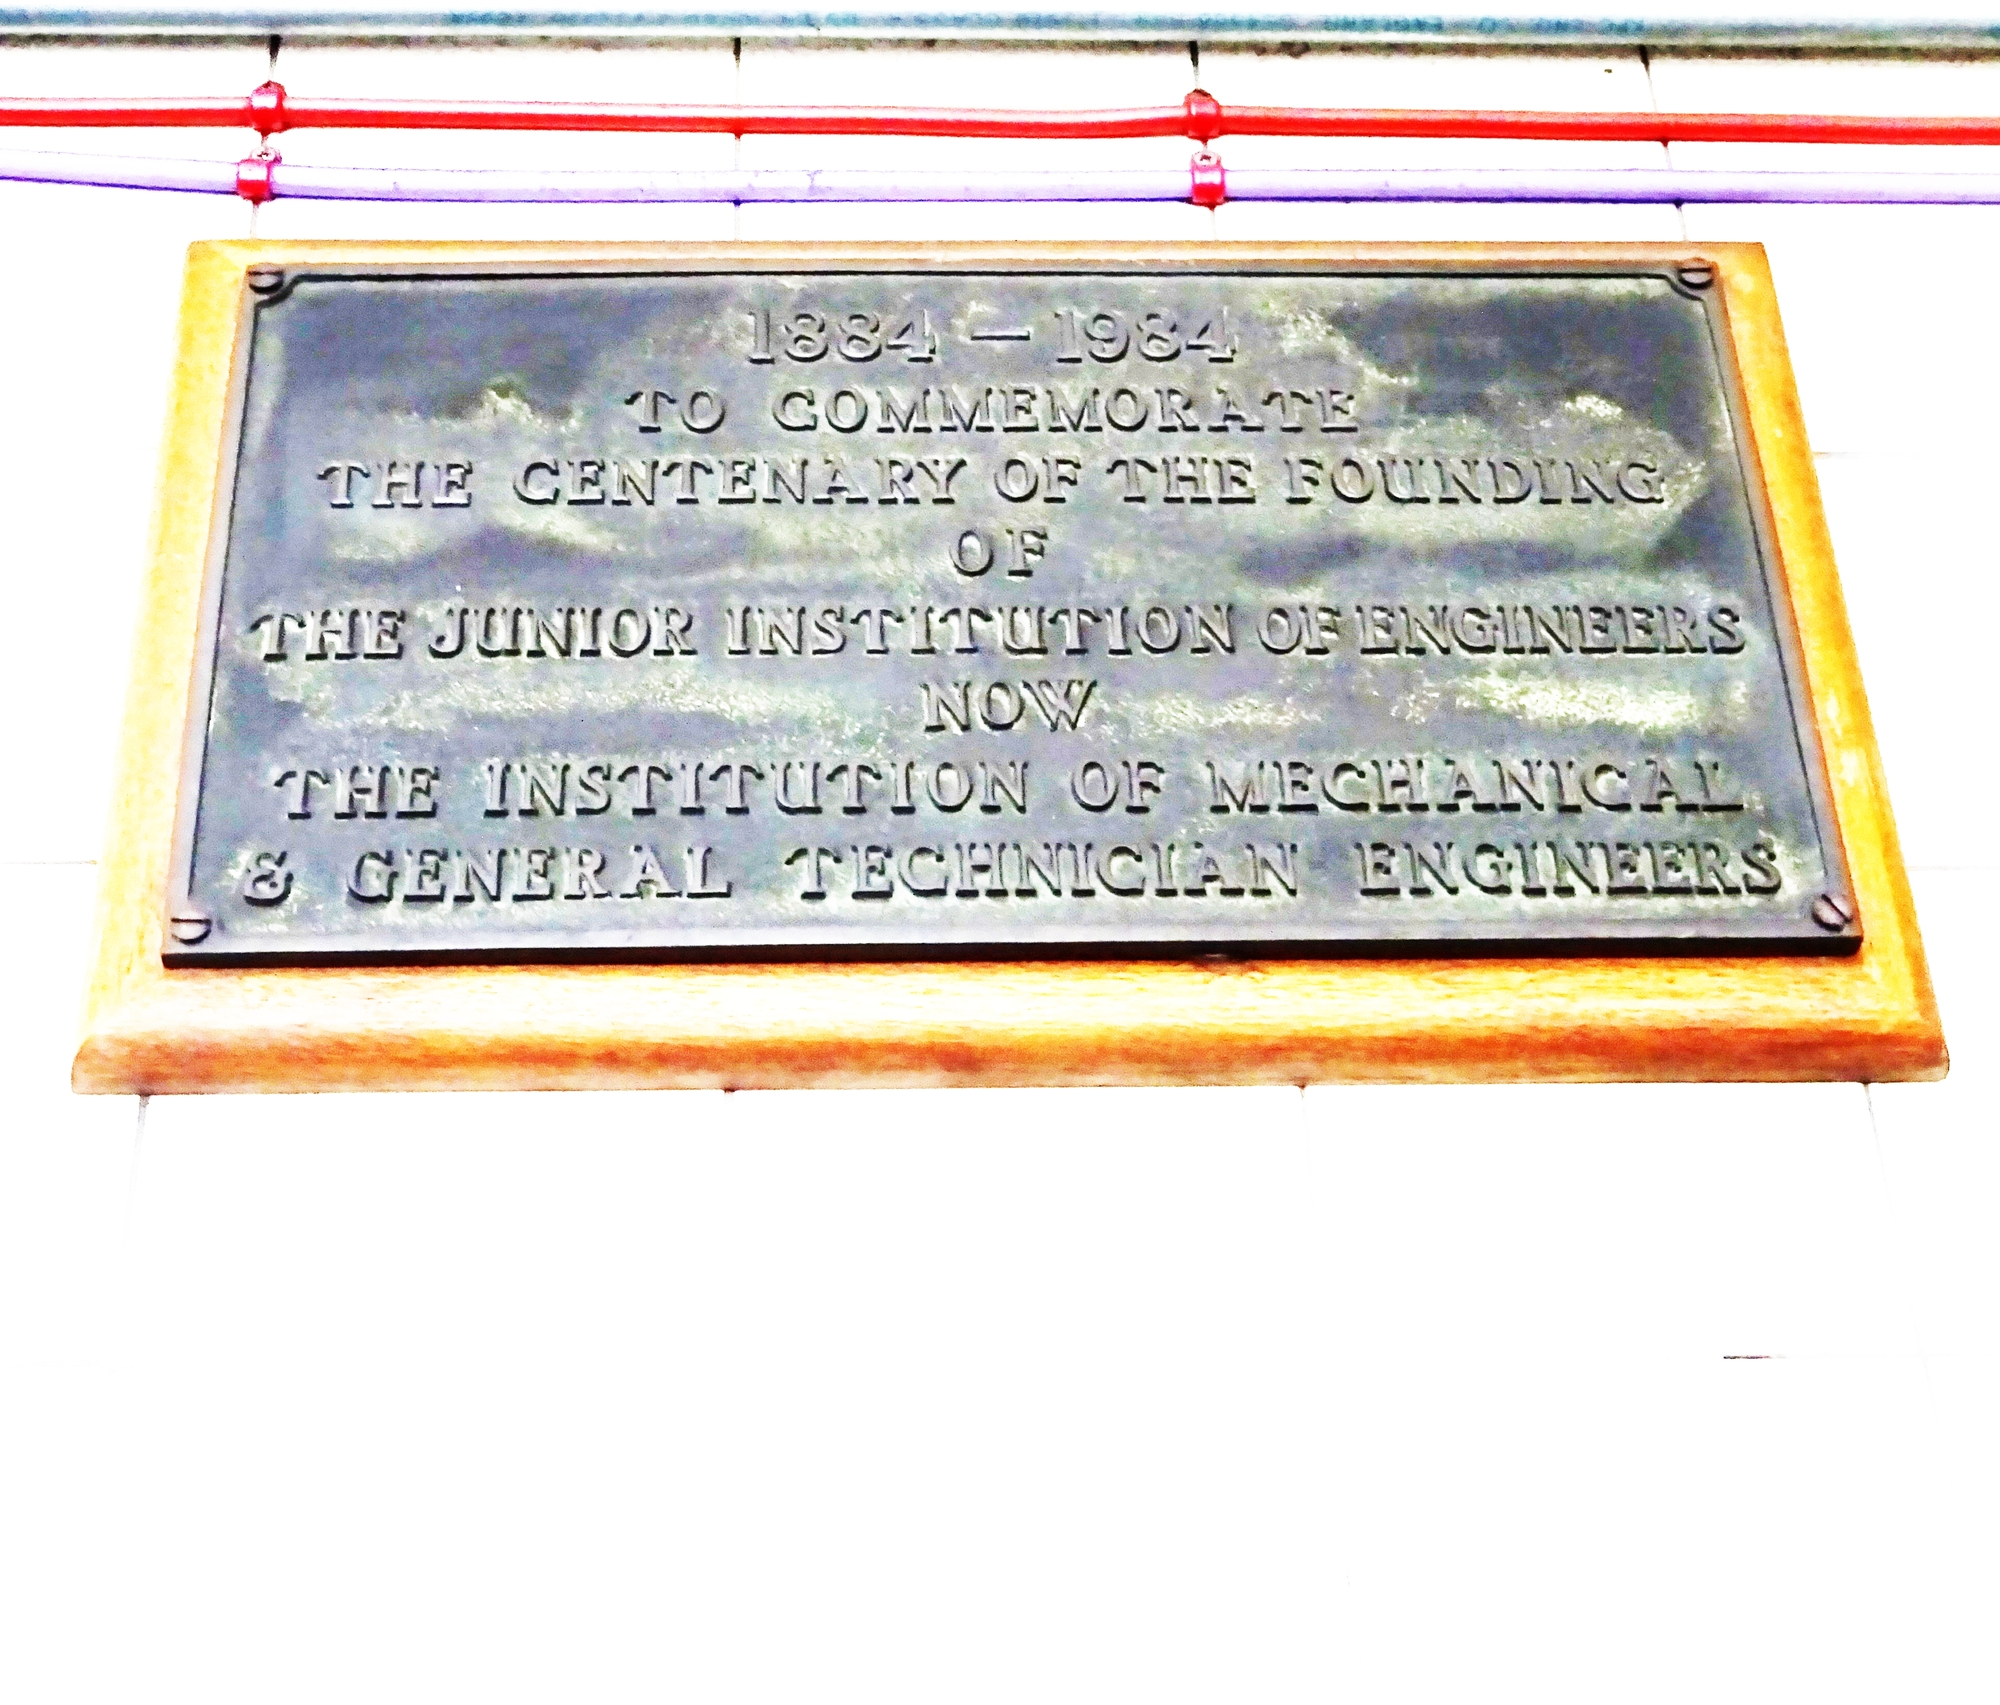 1884 — 1984
TO COMMEMORATE
THE CENTENARY OF THE FOUNDING
OF
THE JUNIOR INSTITUTION OF ENGINEERS
NOW
THE INSTITUTION OF MECHANICAL
& GENERAL TECHNICIAN ENGINEERS